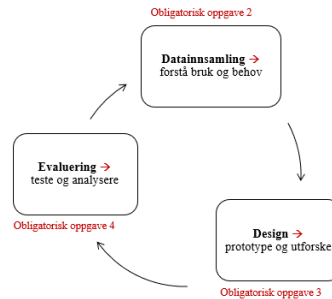 Obligatorisk oppgave 2
Datainnsamling →
forstå bruk og behov
Evaluering →
teste og analysere
Obligatorisk oppgave 4
Design →
prototype og utforske
Obligatorisk oppgave 3